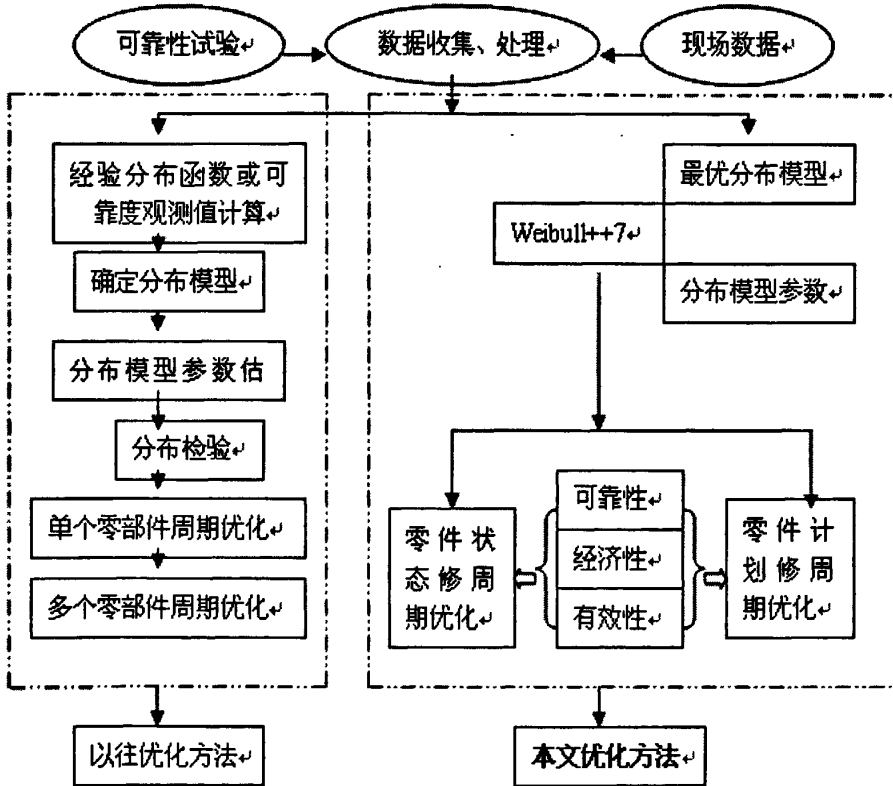 可靠性试验
数据收集、处理
现场数据
经验分布函数或可
靠度观测值计算
确定分布模型
分布模型参数估
分布检验
单个零部件周期优化
多个零部件周期优化
以往优化方法
最优分布模型
Weibull++7
分布模型参数
零件状
态修周
期优化
可靠性
经济性
有效性
零件计
划修周
期优化
本文优化方法